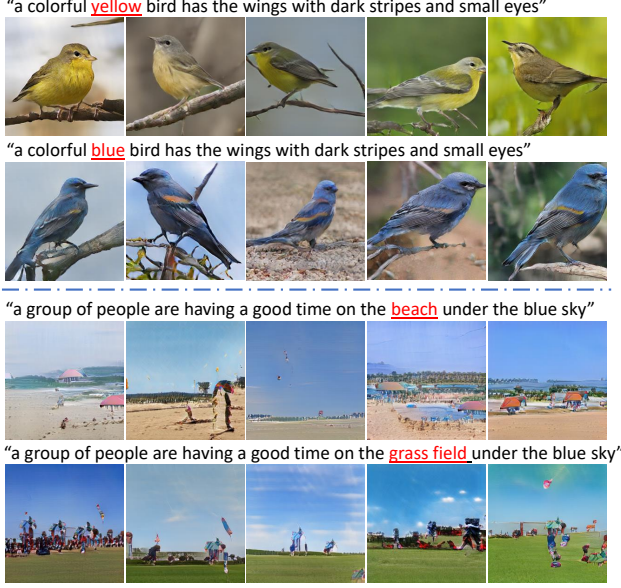 “a colorful yellow bird has the wings with dark stripes and small eyes”
“a colorful blue bird has the wings with dark stripes and small eyes”
“a group of people are having a good time on the beach under the blue sky”
“a group of people are having a good time on the grass field under the blue sky”